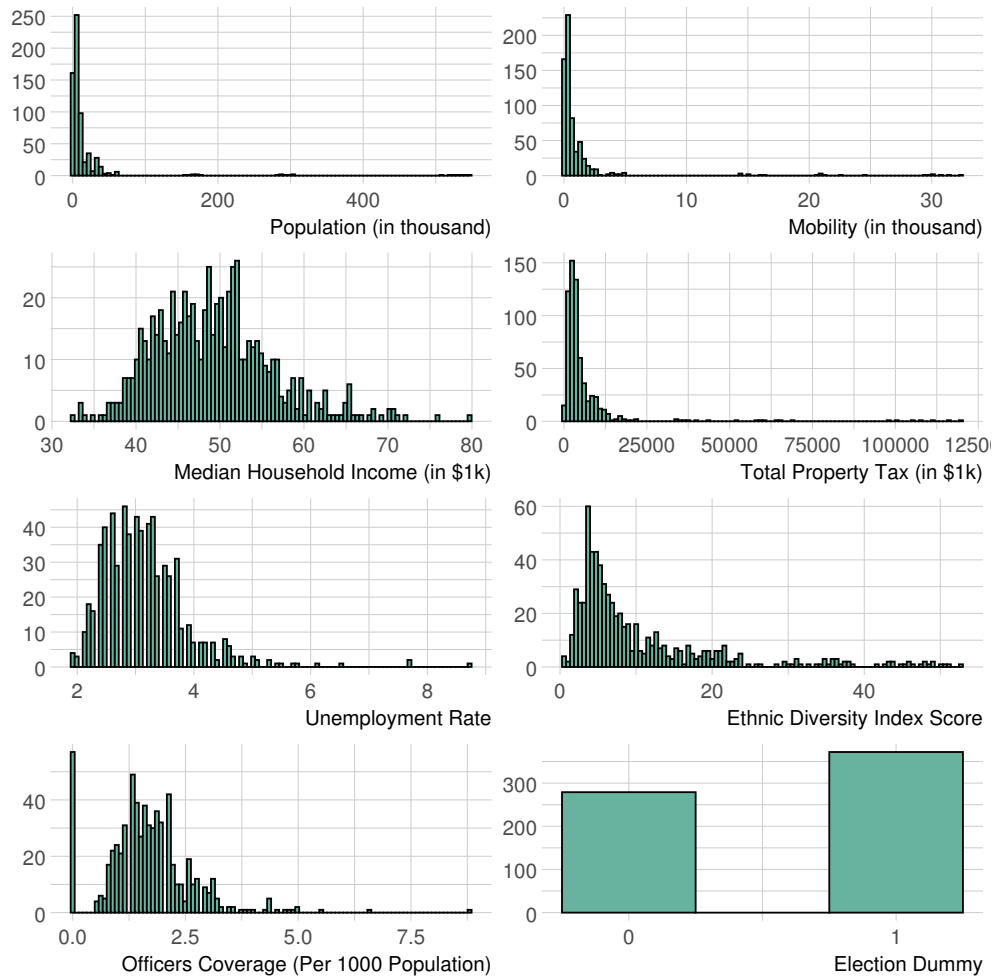 250
200
150
100
50
0
0 200 400
Population (in thousand)
200
150
100
50
0
0 10 20 30
Mobility (in thousand)
20
10
0
30 40 50 60 70 80
Median Household Income (in $1k)
150
100
50
0
0 25000 50000 75000 100000 12500
Total Property Tax (in $1k)
40
30
20
10
0
2 4 6 8
Unemployment Rate
60
40
20
0
0 20 40
Ethnic Diversity Index Score
40
20
0
0.0 2.5 5.0 7.5
Officers Coverage (Per 1000 Population)
300
200
100
0
0 1
Election Dummy